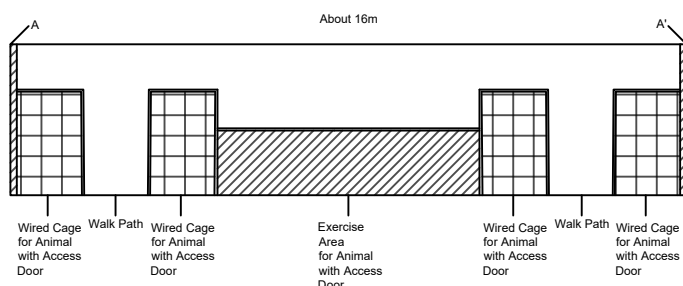 A
About 16m
A'
Wired Cage
for Animal
with Access
Door
Walk Path
Wired Cage
for Animal
with Access
Door
Exercise
Area
for Animal
with Access
Door
Wired Cage
for Animal
with Access
Door
Walk Path
Wired Cage
for Animal
with Access
Door